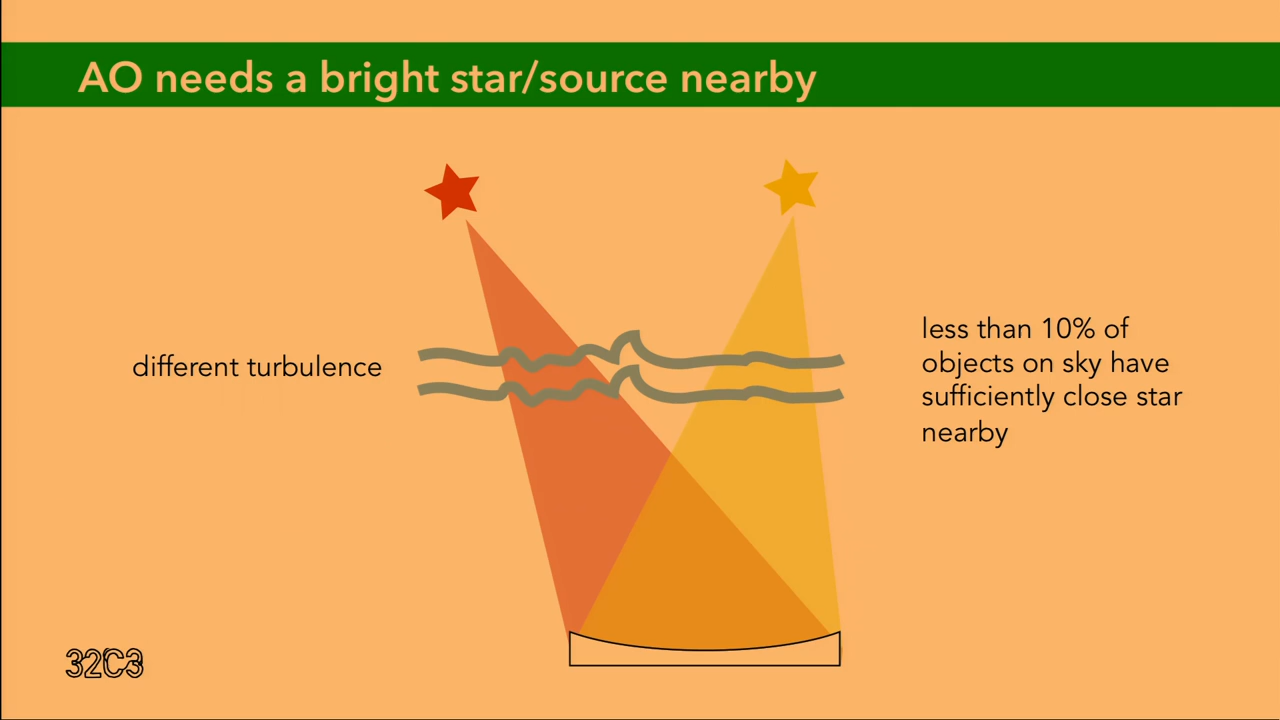 AO needs a bright star/source nearby
different turbulence
less than 10% of
objects on sky have
sufficiently close star
nearby
32C3